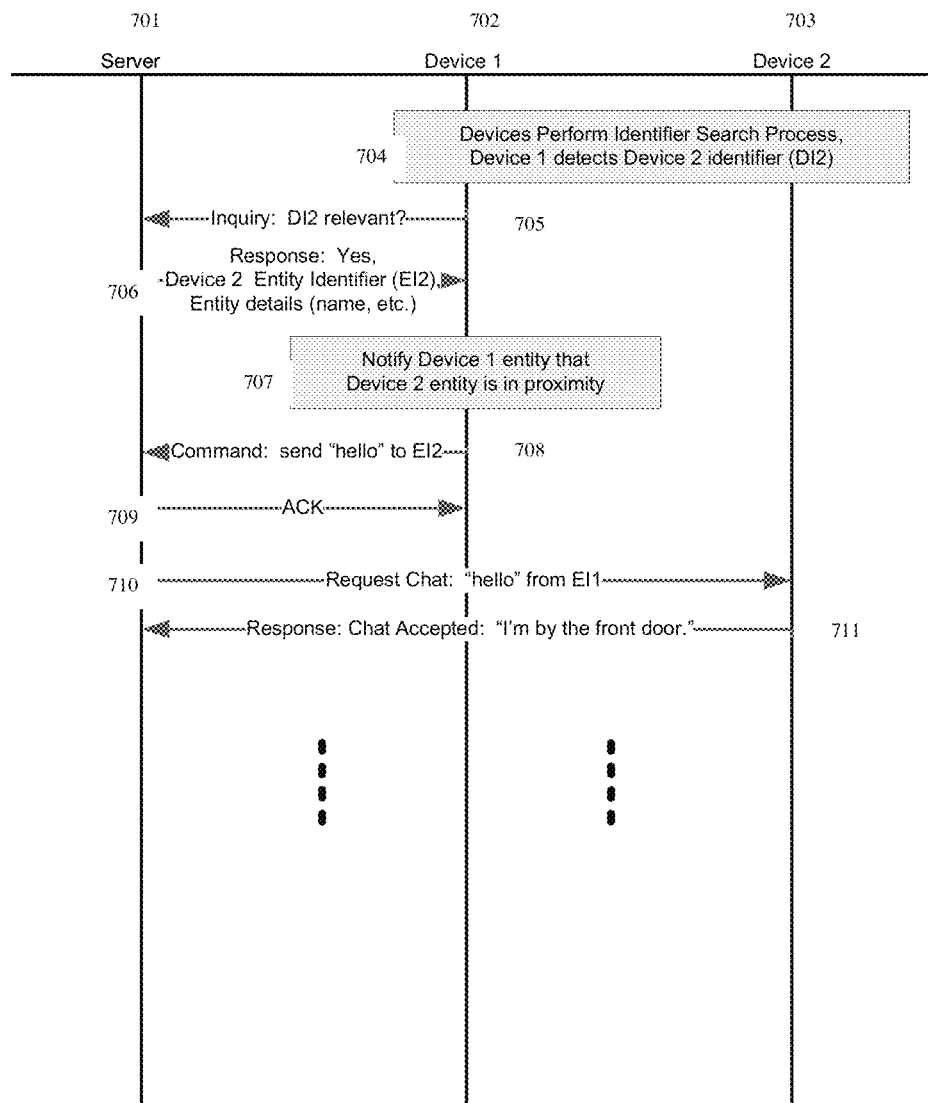 701 702 703
Server Device 1 Device 2
Devices Perform Identifier Search Process,
704 Device 1 detects Device 2 identifier (DI2)
Inquiry: DI2 relevant? 705
Response: Yes,
Device 2 Entity Identifier (EI2),
706 Entity details (name, etc.)
Notify Device 1 entity that
707 Device 2 entity is in proximity
Command: send "hello" to EI2 708
709 ACK
710 Request Chat: "hello" from EI1
Response: Chat Accepted: "I'm by the front door." 711